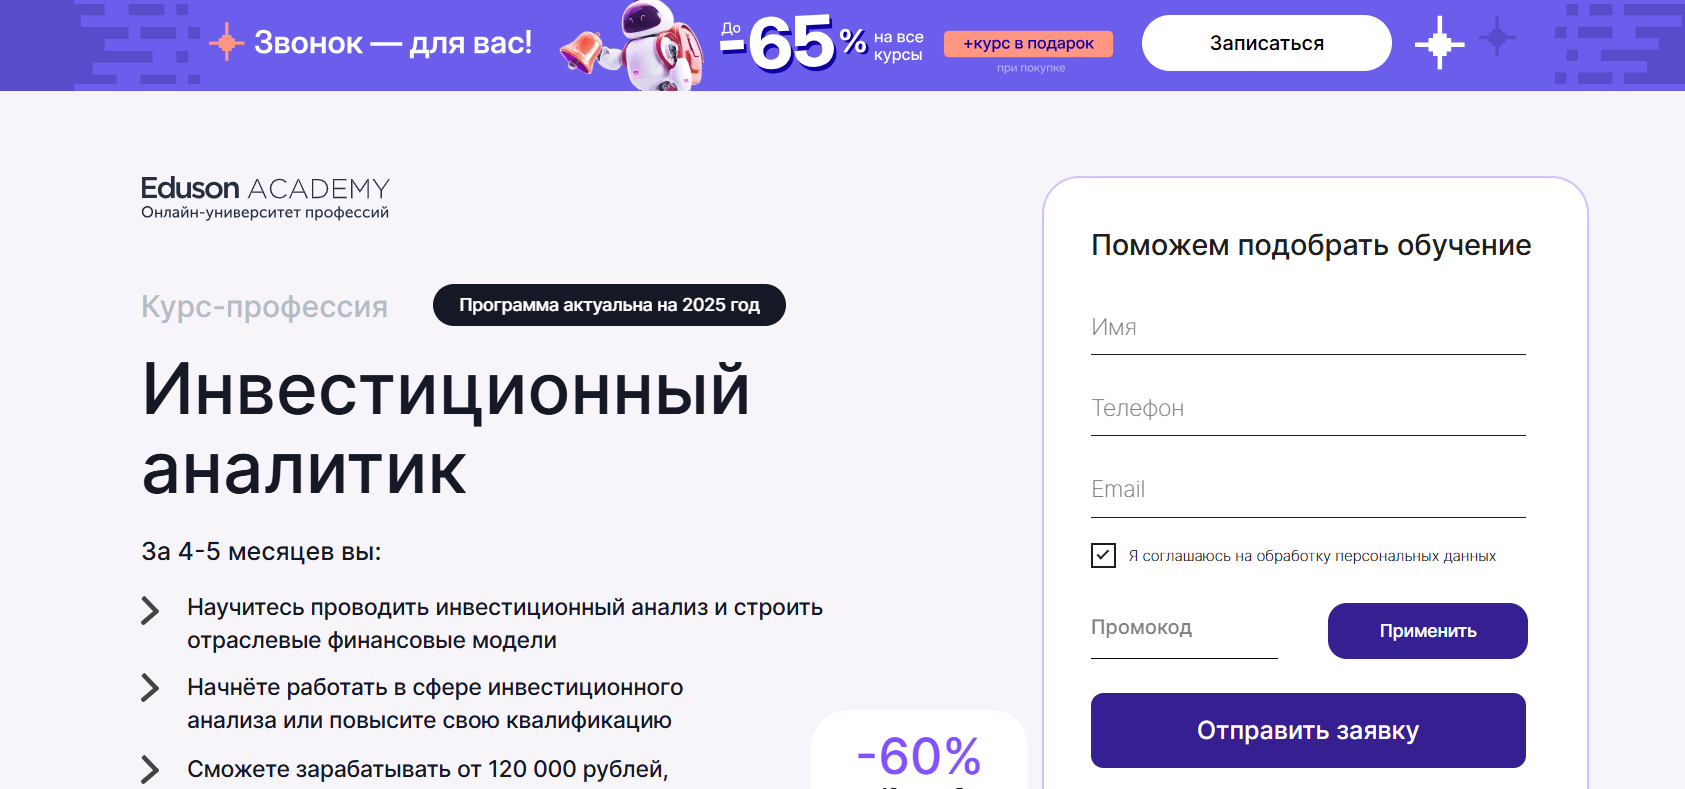 Звонок — для вас!
До
-65%
на все
курсы
+курс в подарок
при покупке
Записаться
Eduson ACADEMY
Онлайн-университет профессий
Курс-профессия
Программа актуальна на 2025 год
Инвестиционный
аналитик
За 4-5 месяцев вы:
Научитесь проводить инвестиционный анализ и строить
отраслевые финансовые модели
Начнёте работать в сфере инвестиционного
анализа или повысите свою квалификацию
Сможете зарабатывать от 120 000 рублей,
-60%
Поможем подобрать обучение
Имя
Телефон
Email
Я соглашаюсь на обработку персональных данных
Промокод
Применить
Отправить заявку